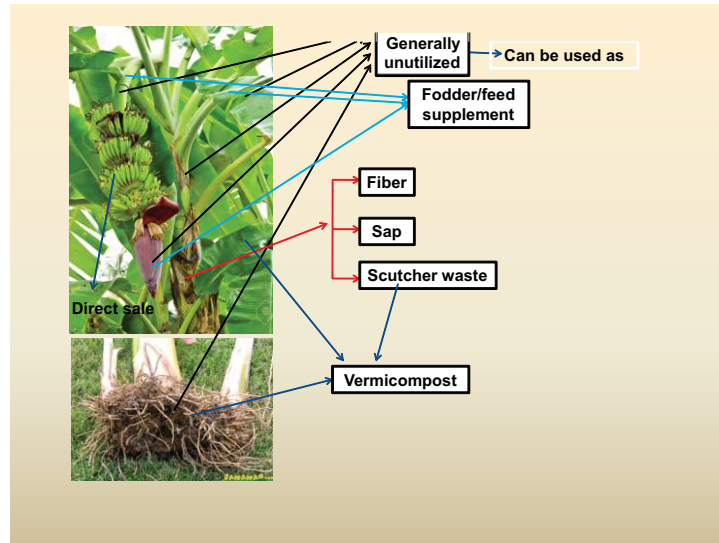 Generally
unutilized
Can be used as
Fodder/feed
supplement
Fiber
Sap
Scutcher waste
Direct sale
Vermicompost